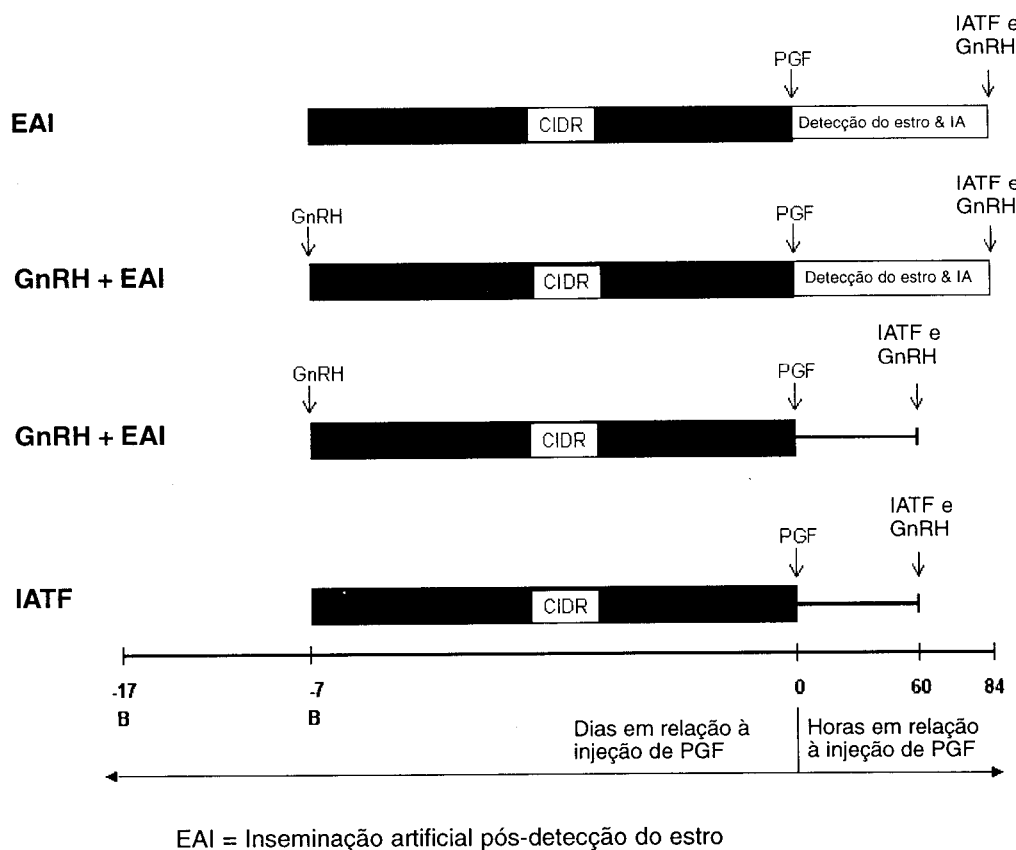 IATF e
GnRH
PGF
EAI
CIDR
Detecção do estro & IA
IATF e
GnRH
GnRH
PGF
GnRH + EAI
CIDR
Detecção do estro & IA
IATF e
GnRH
GnRH
PGF
GnRH + EAI
CIDR
IATF e
GnRH
PGF
IATF
CIDR
-17
-7
0
60
84
B
B
Dias em relação à
injeção de PGF
Horas em relação
à injeção de PGF
EAI = Inseminação artificial pós-detecção do estro